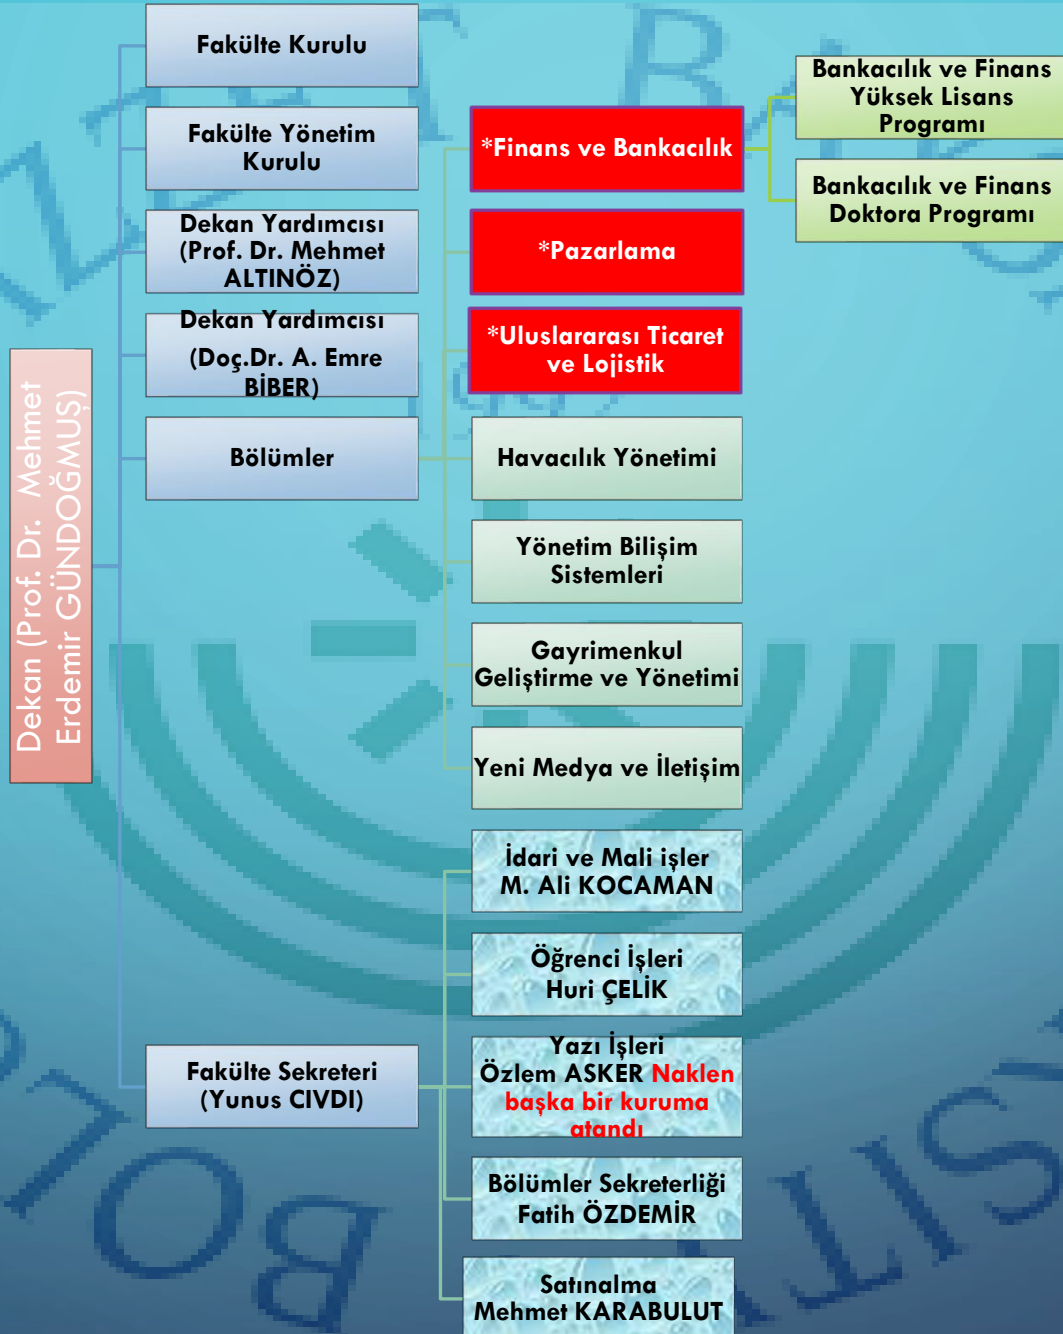 Dekan (Prof. Dr. Mehmet
Erdemir GÜNDOĞMUŞ)
Fakülte Kurulu
Fakülte Yönetim
Kurulu
Dekan Yardımcısı
(Prof. Dr. Mehmet
ALTINÖZ)
Dekan Yardımcısı
(Doç.Dr. A. Emre
BİBER)
Bölümler
*Finans ve Bankacılık
Bankacılık ve Finans
Yüksek Lisans
Programı
Bankacılık ve Finans
Doktora Programı
*Pazarlama
*Uluslararası Ticaret
ve Lojistik
Havacılık Yönetimi
Yönetim Bilişim
Sistemleri
Gayrimenkul
Geliştirme ve Yönetimi
Yeni Medya ve İletişim
Fakülte Sekreteri
(Yunus CIVDI)
İdari ve Mali işler
M. Ali KOCAMAN
Öğrenci İşleri
Huri ÇELİK
Yazı İşleri
Özlem ASKER Naklen
başka bir kuruma
atandı
Bölümler Sekreterliği
Fatih ÖZDEMİR
Satınalma
Mehmet KARABULUT